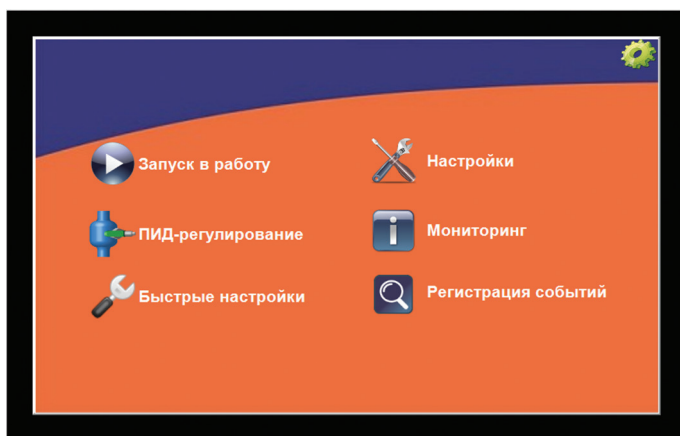 Запуск в работу
Настройки
ПИД-регулирование
Мониторинг
Быстрые настройки
Регистрация событий